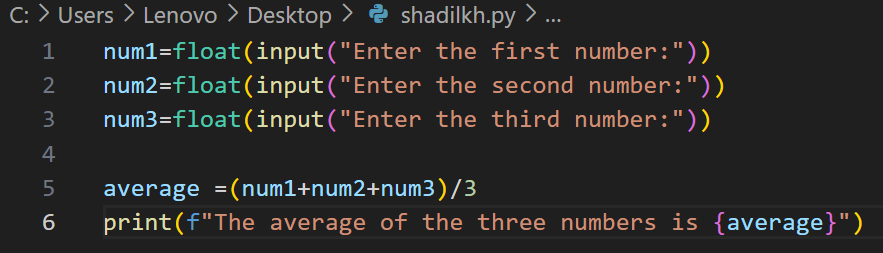 C: > Users > Lenovo > Desktop > shadilkh.py > ...
1 num1=float(input("Enter the first number:"))
2 num2=float(input("Enter the second number:"))
3 num3=float(input("Enter the third number:"))
4
5 average =(num1+num2+num3)/3
6 print(f"The average of the three numbers is {average}")